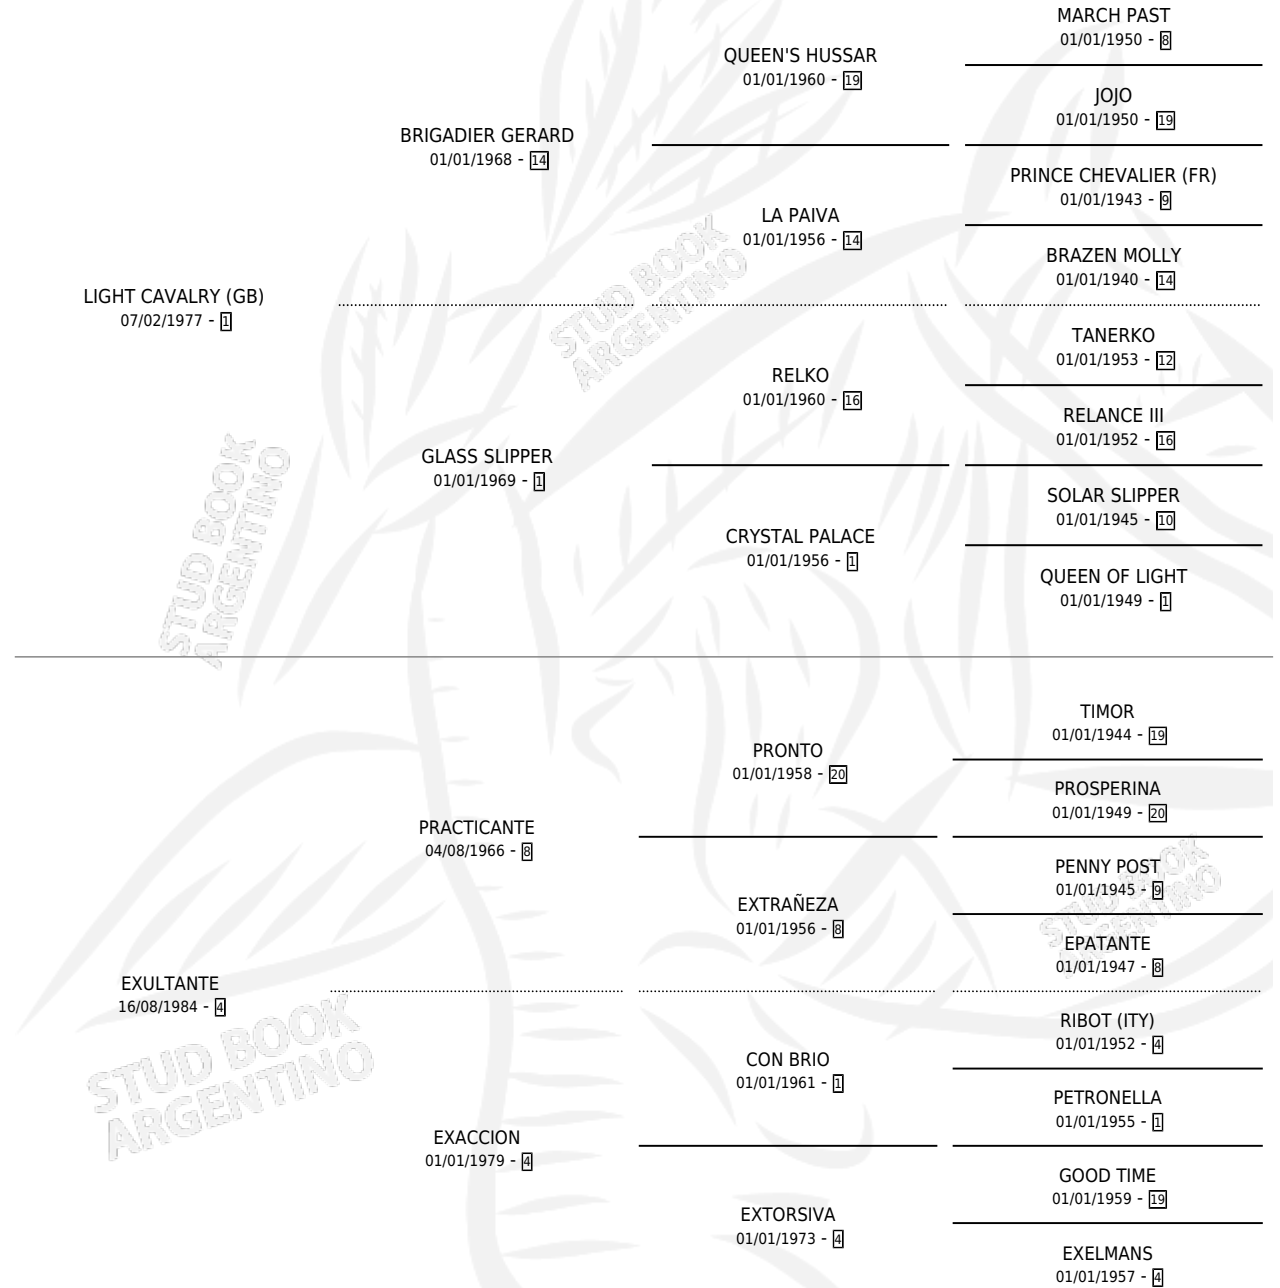 MARCH PAST
01/01/1950 - 8
QUEEN'S HUSSAR
01/01/1960 - 19
JOJO
01/01/1950 - 19
BRIGADIER GERARD
01/01/1968 - 14
PRINCE CHEVALIER (FR)
01/01/1943 - 9
LA PAIVA
01/01/1956 - 14
BRAZEN MOLLY
01/01/1940 - 14
LIGHT CAVALRY (GB)
07/02/1977 - 1
TANERKO
01/01/1953 - 12
RELKO
01/01/1960 - 16
RELANCE III
01/01/1952 - 16
GLASS SLIPPER
01/01/1969 - 1
SOLAR SLIPPER
01/01/1945 - 10
CRYSTAL PALACE
01/01/1956 - 1
QUEEN OF LIGHT
01/01/1949 - 1
TIMOR
01/01/1944 - 19
PRONTO
01/01/1958 - 20
PROSPERINA
01/01/1949 - 20
PRACTICANTE
04/08/1966 - 8
PENNY POST
01/01/1945 - 9
EXTRAÑEZA
01/01/1956 - 8
EPATANTE
01/01/1947 - 8
EXULTANTE
16/08/1984 - 4
RIBOT (ITY)
01/01/1952 - 4
CON BRIO
01/01/1961 - 1
PETRONELLA
01/01/1955 - 1
EXACCION
01/01/1979 - 4
GOOD TIME
01/01/1959 - 19
EXTORSIVA
01/01/1973 - 4
EXELMANS
01/01/1957 - 4
STUD BOOK
ARGENTINO
STUD BOOK
ARGENTINO
STUD BOOK
ARGENTINO
STUD BOOK
ARGENTINO